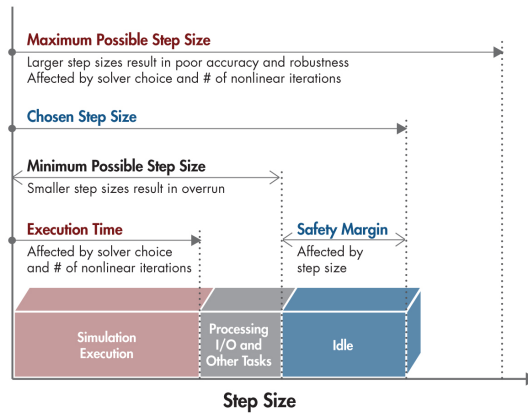 Maximum Possible Step Size
Larger step sizes result in poor accuracy and robustness
Affected by solver choice and # of nonlinear iterations
Chosen Step Size
Minimum Possible Step Size
Smaller step sizes result in overrun
Execution Time
Affected by solver choice
and # of nonlinear iterations
Safety Margin
Affected by
step size
Simulation
Execution
Processing
I/O and
Other Tasks
Idle
Step Size